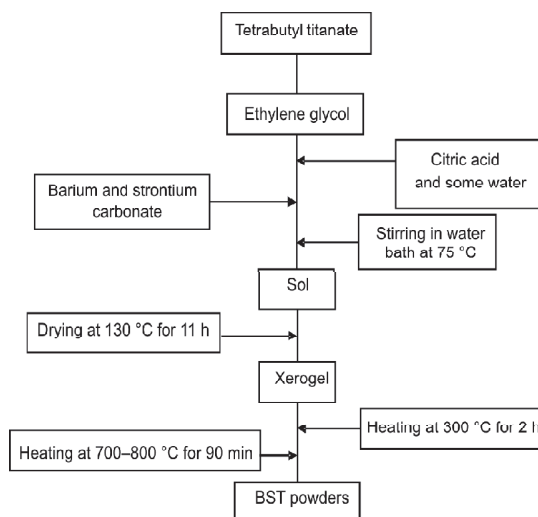 Tetrabutyl titanate
Ethylene glycol
Citric acid
and some water
Barium and strontium
carbonate
Stirring in water
bath at 75 °C
Sol
Drying at 130 °C for 11 h
Xerogel
Heating at 300 °C for 2 h
Heating at 700–800 °C for 90 min
BST powders